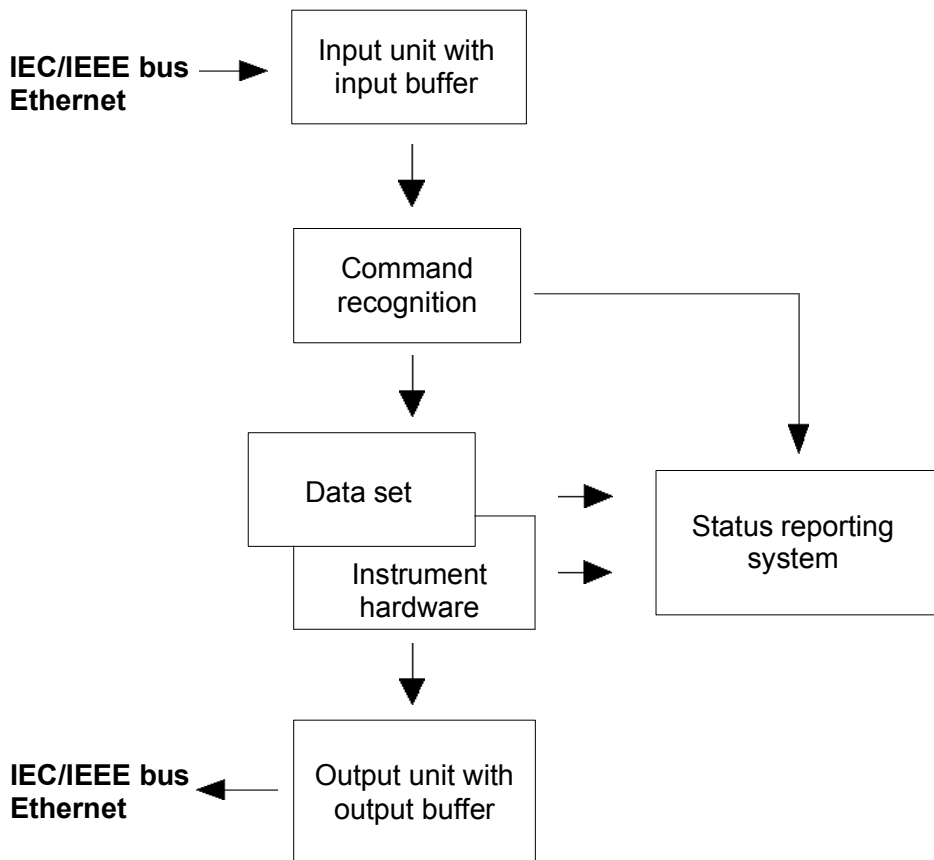 IEC/IEEE bus
Ethernet
Input unit with
input buffer
Command
recognition
Data set
Instrument
hardware
Status reporting
system
IEC/IEEE bus
Ethernet
Output unit with
output buffer